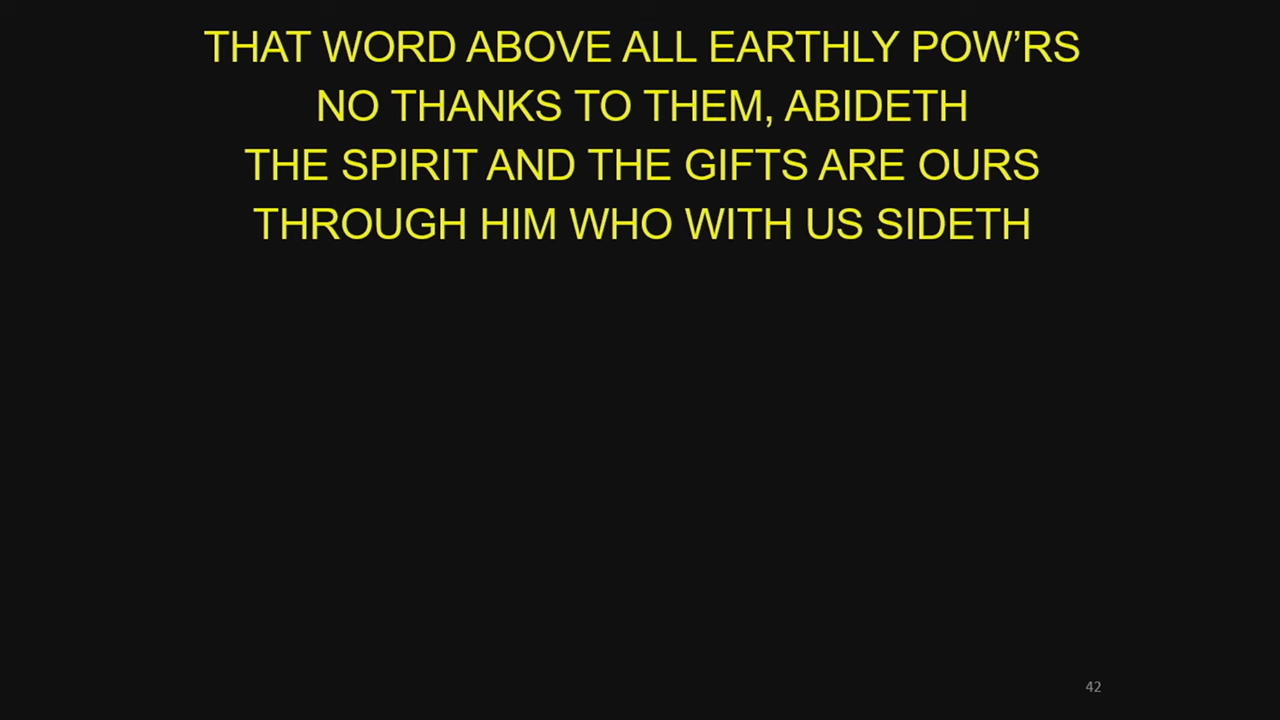 THAT WORD ABOVE ALL EARTHLY POW’RS
NO THANKS TO THEM, ABIDETH
THE SPIRIT AND THE GIFTS ARE OURS
THROUGH HIM WHO WITH US SIDETH
42